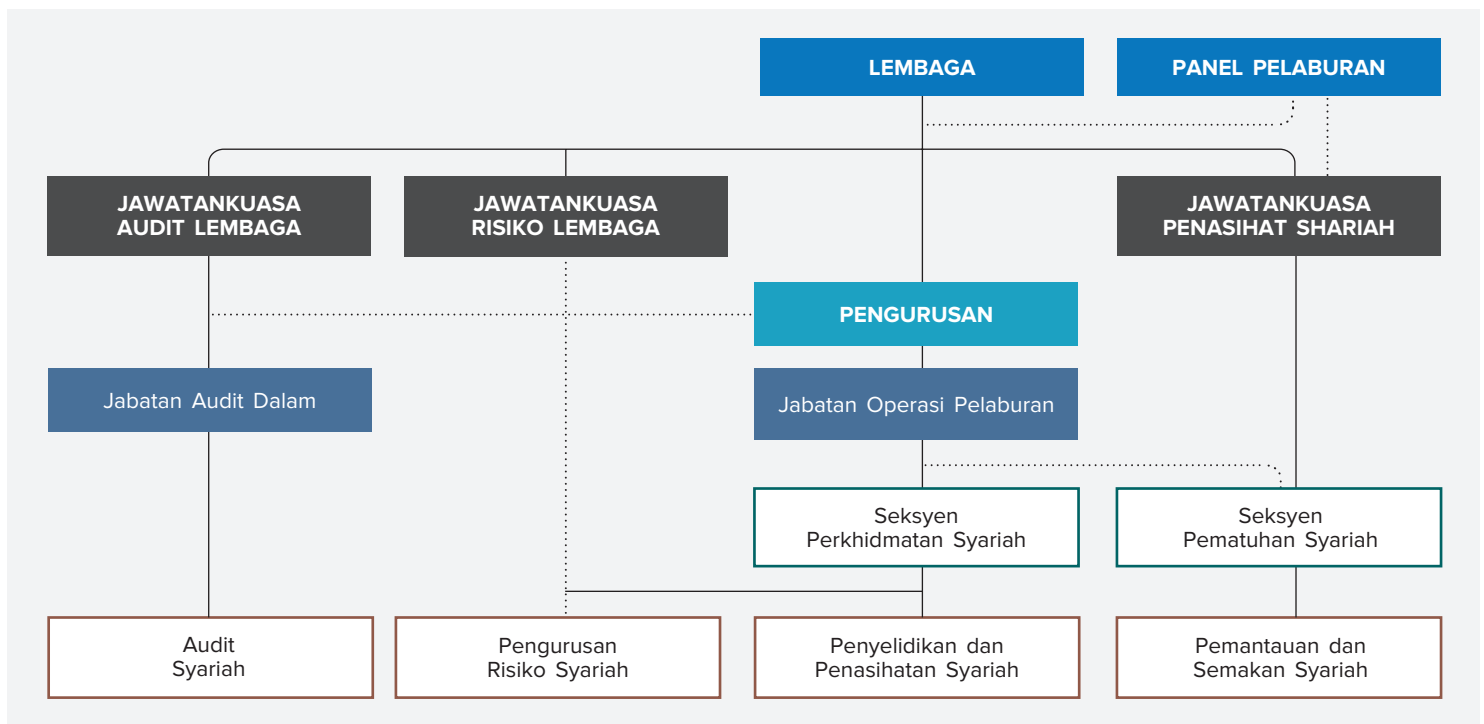 LEMBAGA
PANEL PELABURAN
JAWATANKUASA
AUDIT LEMBAGA
JAWATANKUASA
RISIKO LEMBAGA
JAWATANKUASA
PENASIHAT SHARIAH
PENGURUSAN
Jabatan Audit Dalam
Jabatan Operasi Pelaburan
Seksyen
Perkhidmatan Syariah
Seksyen
Pematuhan Syariah
Audit
Syariah
Pengurusan
Risiko Syariah
Penyelidikan dan
Penasihatan Syariah
Pemantauan dan
Semakan Syariah